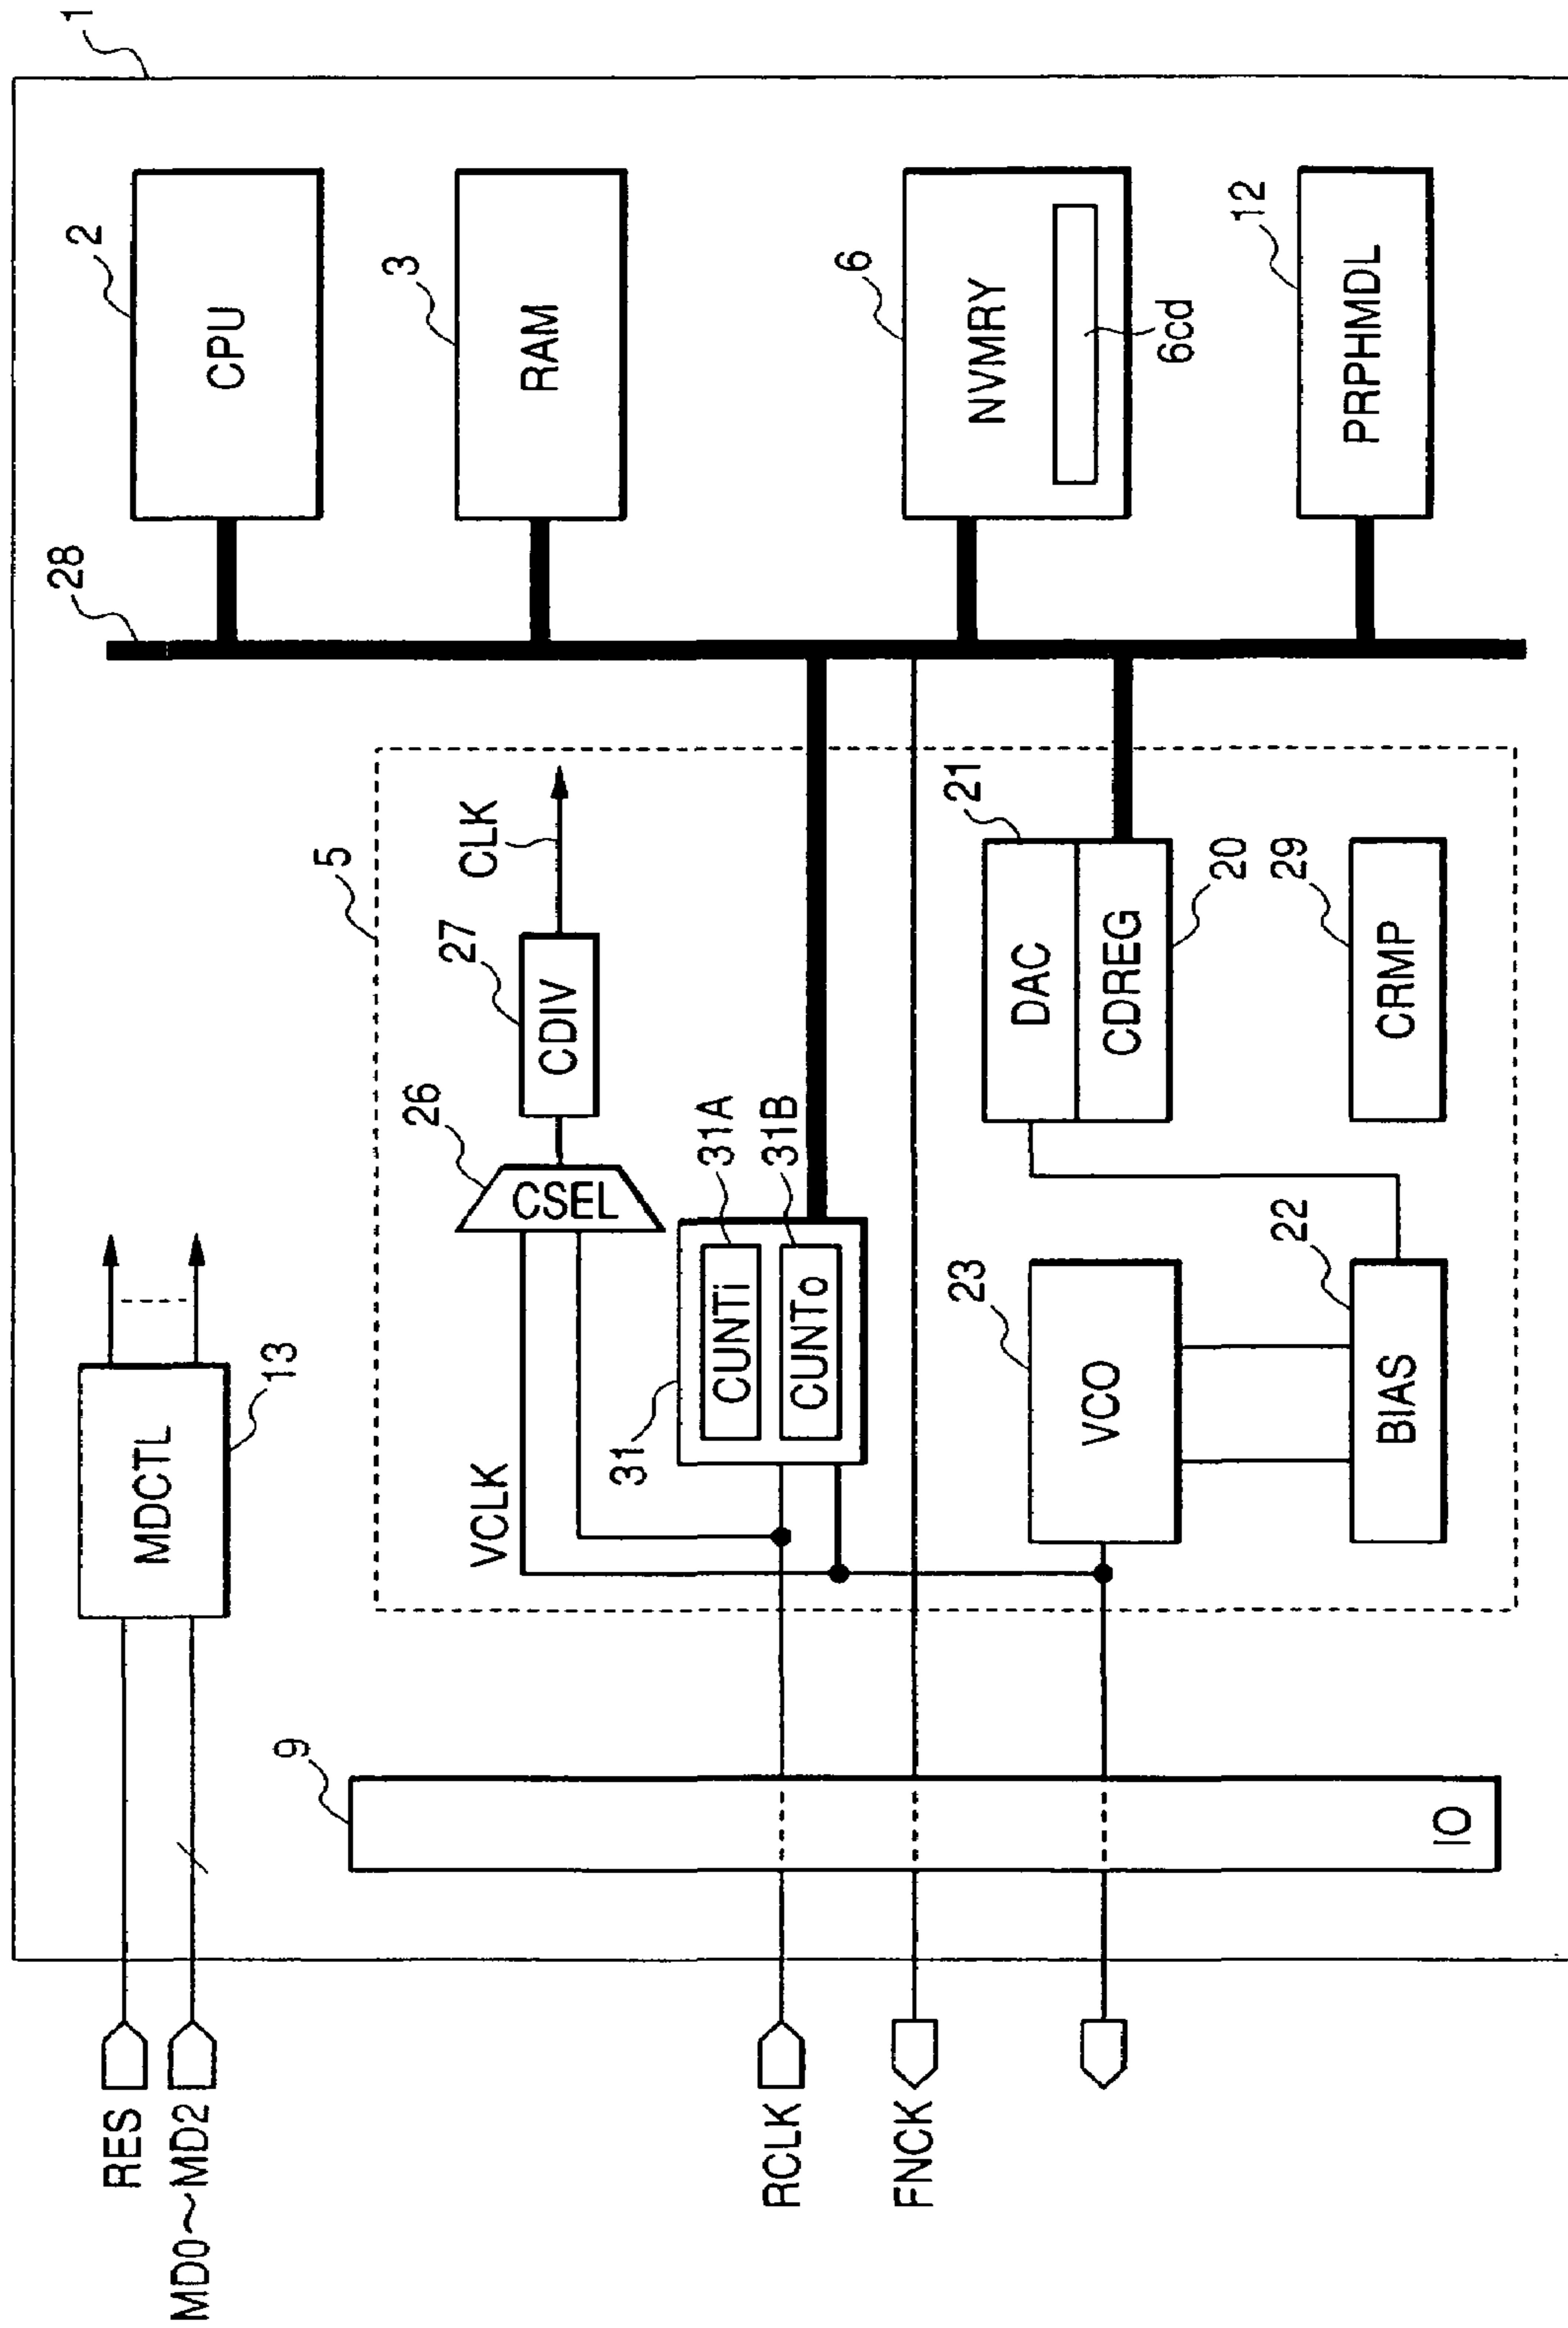 1
RES
MD0~MD2
MDCTL
13
28
2
CPU
3
RAM
9
IO
5
VCLK
26
CSEL
27
CDIV
CLK
31
CUNTi
31A
CUNTo
31B
RCLK
FNCK
23
VCO
22
BIAS
21
DAC
CDREG
20
29
CRMP
6
NVMRY
6cd
12
PRPHMDL